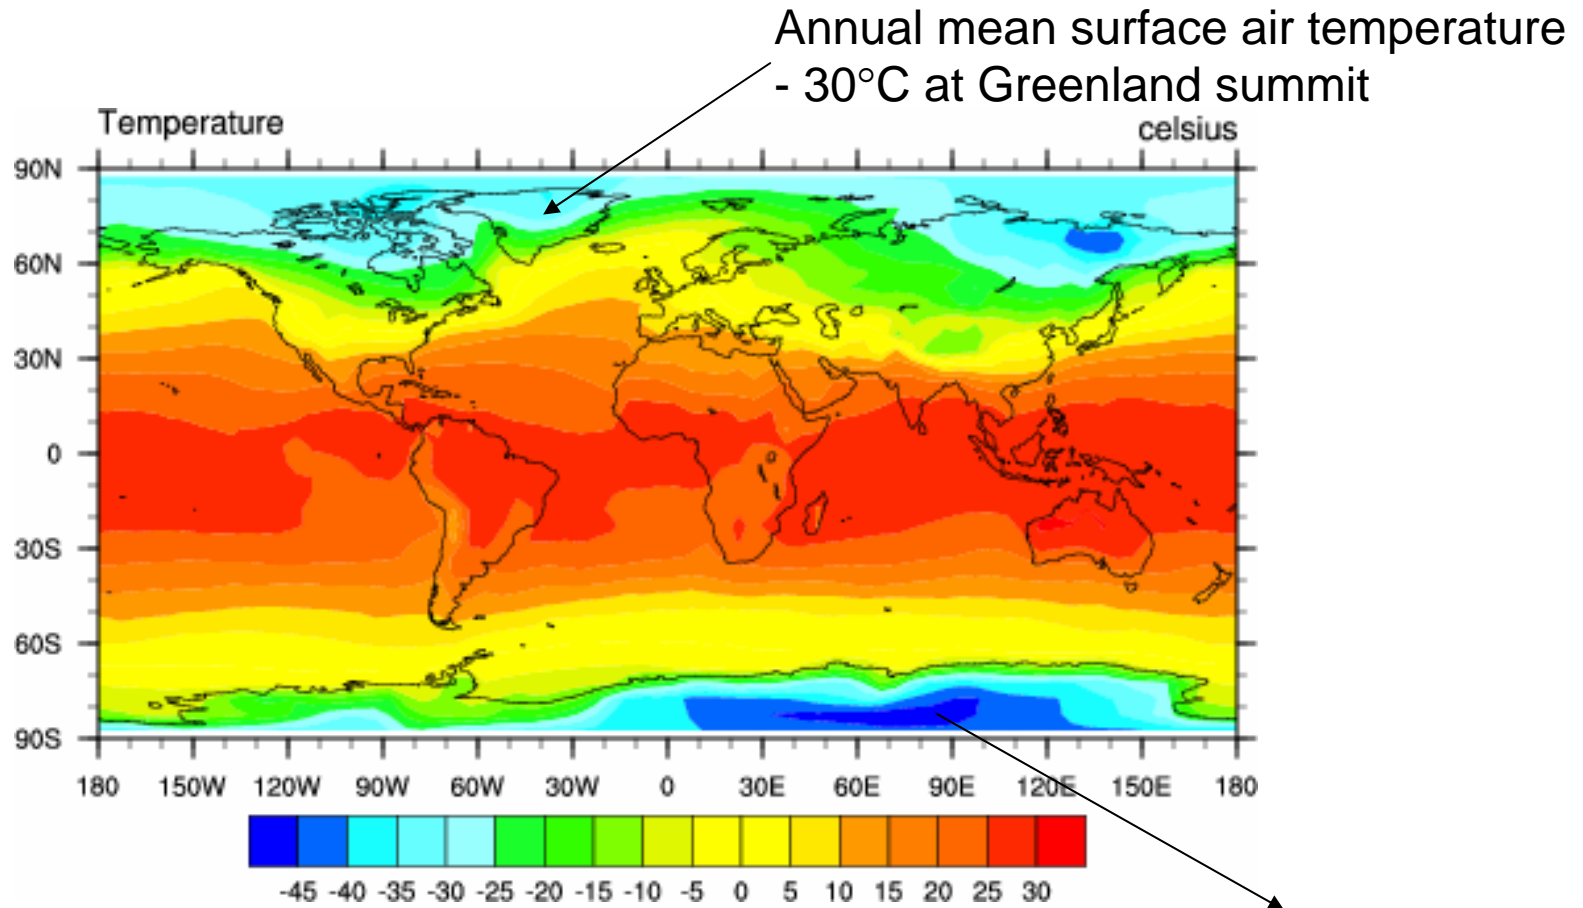 Annual mean surface air temperature
- 30°C at Greenland summit
Temperature
celsius
90N
60N
30N
0
30S
60S
90S
180 150W 120W 90W 60W 30W 0 30E 60E 90E 120E 150E 180
-45 -40 -35 -30 -25 -20 -15 -10 -5 0 5 10 15 20 25 30